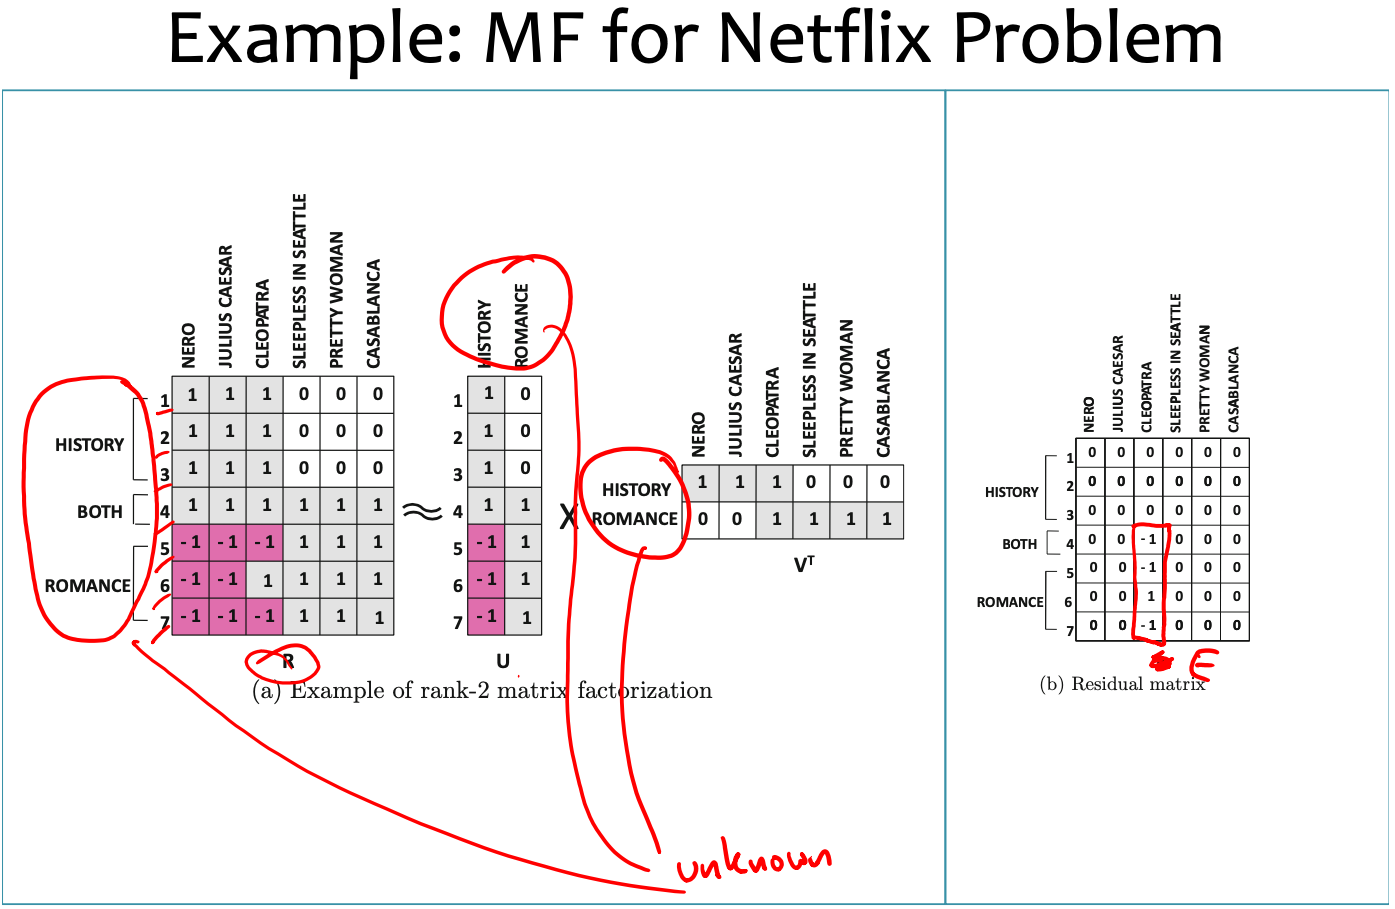 Example: MF for Netflix Problem
NERO
JULIUS CAESAR
CLEOPATRA
SLEEPLESS IN SEATTLE
PRETTY WOMAN
CASABLANCA
HISTORY
BOTH
ROMANCE
1 1 1 1 0 0 0
2 1 1 1 0 0 0
3 1 1 1 0 0 0
4 1 1 1 1 1 1
5 -1 -1 -1 1 1 1
6 -1 -1 1 1 1 1
7 -1 -1 -1 1 1 1
R
≈
HISTORY
ROMANCE
1 1 0
2 1 0
3 1 0
4 1 1
5 -1 1
6 -1 1
7 -1 1
U
X
NERO
JULIUS CAESAR
CLEOPATRA
SLEEPLESS IN SEATTLE
PRETTY WOMAN
CASABLANCA
HISTORY 1 1 1 0 0 0
ROMANCE 0 0 1 1 1 1
Vᵀ
(a) Example of rank-2 matrix factorization
unknown
NERO
JULIUS CAESAR
CLEOPATRA
SLEEPLESS IN SEATTLE
PRETTY WOMAN
CASABLANCA
HISTORY
BOTH
ROMANCE
1 0 0 0 0 0 0
2 0 0 0 0 0 0
3 0 0 0 0 0 0
4 0 0 -1 0 0 0
5 0 0 -1 0 0 0
6 0 0 1 0 0 0
7 0 0 -1 0 0 0
E
(b) Residual matrix